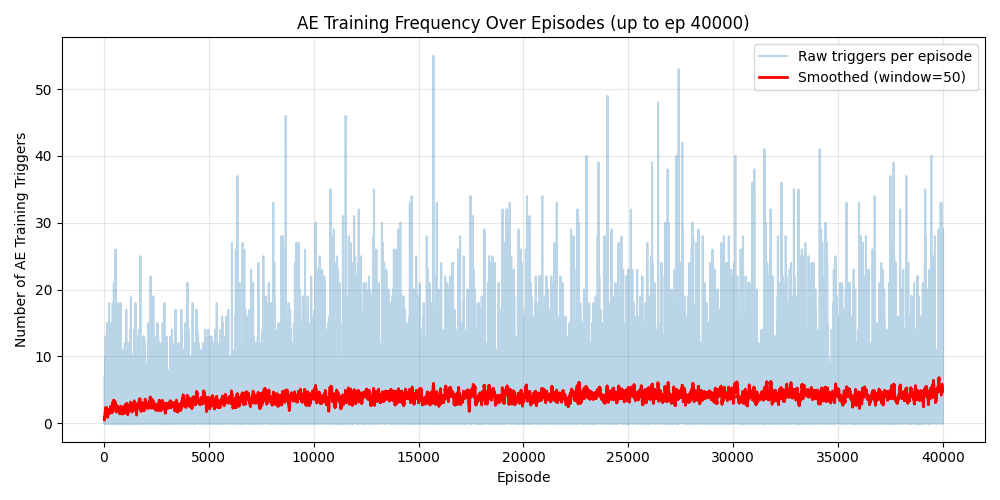 AE Training Frequency Over Episodes (up to ep 40000)
Raw triggers per episode
Smoothed (window=50)
Number of AE Training Triggers
50
40
30
20
10
0
0 5000 10000 15000 20000 25000 30000 35000 40000
Episode